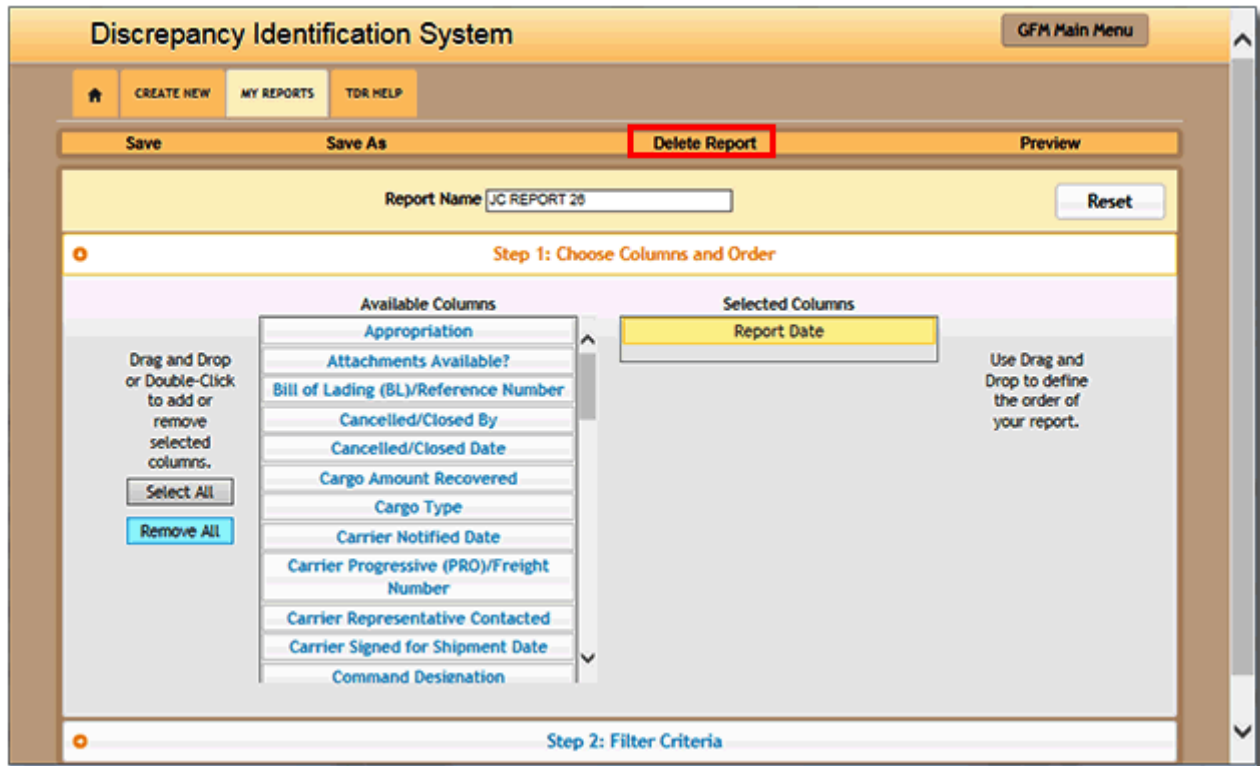 Discrepancy Identification System
GFM Main Menu
CREATE NEW
MY REPORTS
TDR HELP
Save
Save As
Delete Report
Preview
Report Name JC REPORT 26
Reset
Step 1: Choose Columns and Order
Available Columns
Selected Columns
Drag and Drop
or Double-Click
to add or
remove
selected
columns.
Select All
Remove All
Appropriation
Attachments Available?
Bill of Lading (BL)/Reference Number
Cancelled/Closed By
Cancelled/Closed Date
Cargo Amount Recovered
Cargo Type
Carrier Notified Date
Carrier Progressive (PRO)/Freight
Number
Carrier Representative Contacted
Carrier Signed for Shipment Date
Command Designation
Report Date
Use Drag and
Drop to define
the order of
your report.
Step 2: Filter Criteria